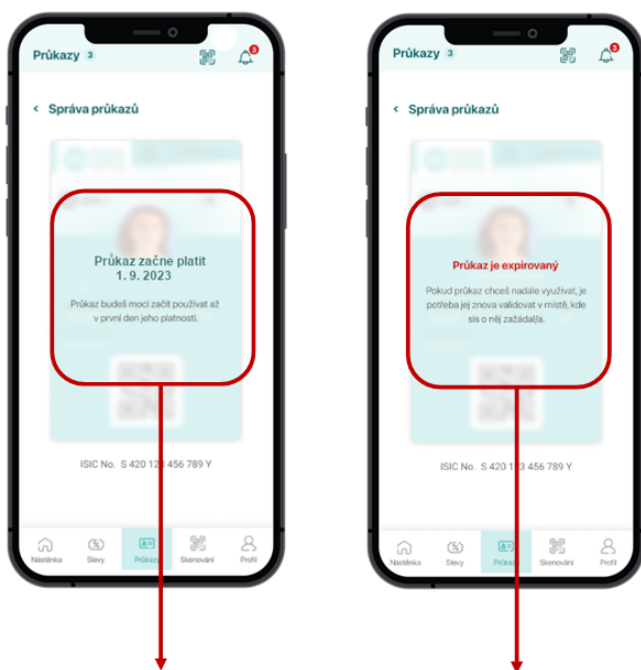 Průkazy 3
3
Správa průkazů
Průkaz začne platit
1. 9. 2023
Průkaz budeš moci začít používat až
v první den jeho platnosti.
ISIC No. S 420 123 456 789 Y
Nástěnka Slevy Průkazy Skenování Profil
Průkazy 3
3
Správa průkazů
Průkaz je expirovaný
Pokud průkaz chceš nadále využívat, je
potřeba jej znova validovat v místě, kde
sis o něj zažádal/a.
ISIC No. S 420 123 456 789 Y
Nástěnka Slevy Průkazy Skenování Profil